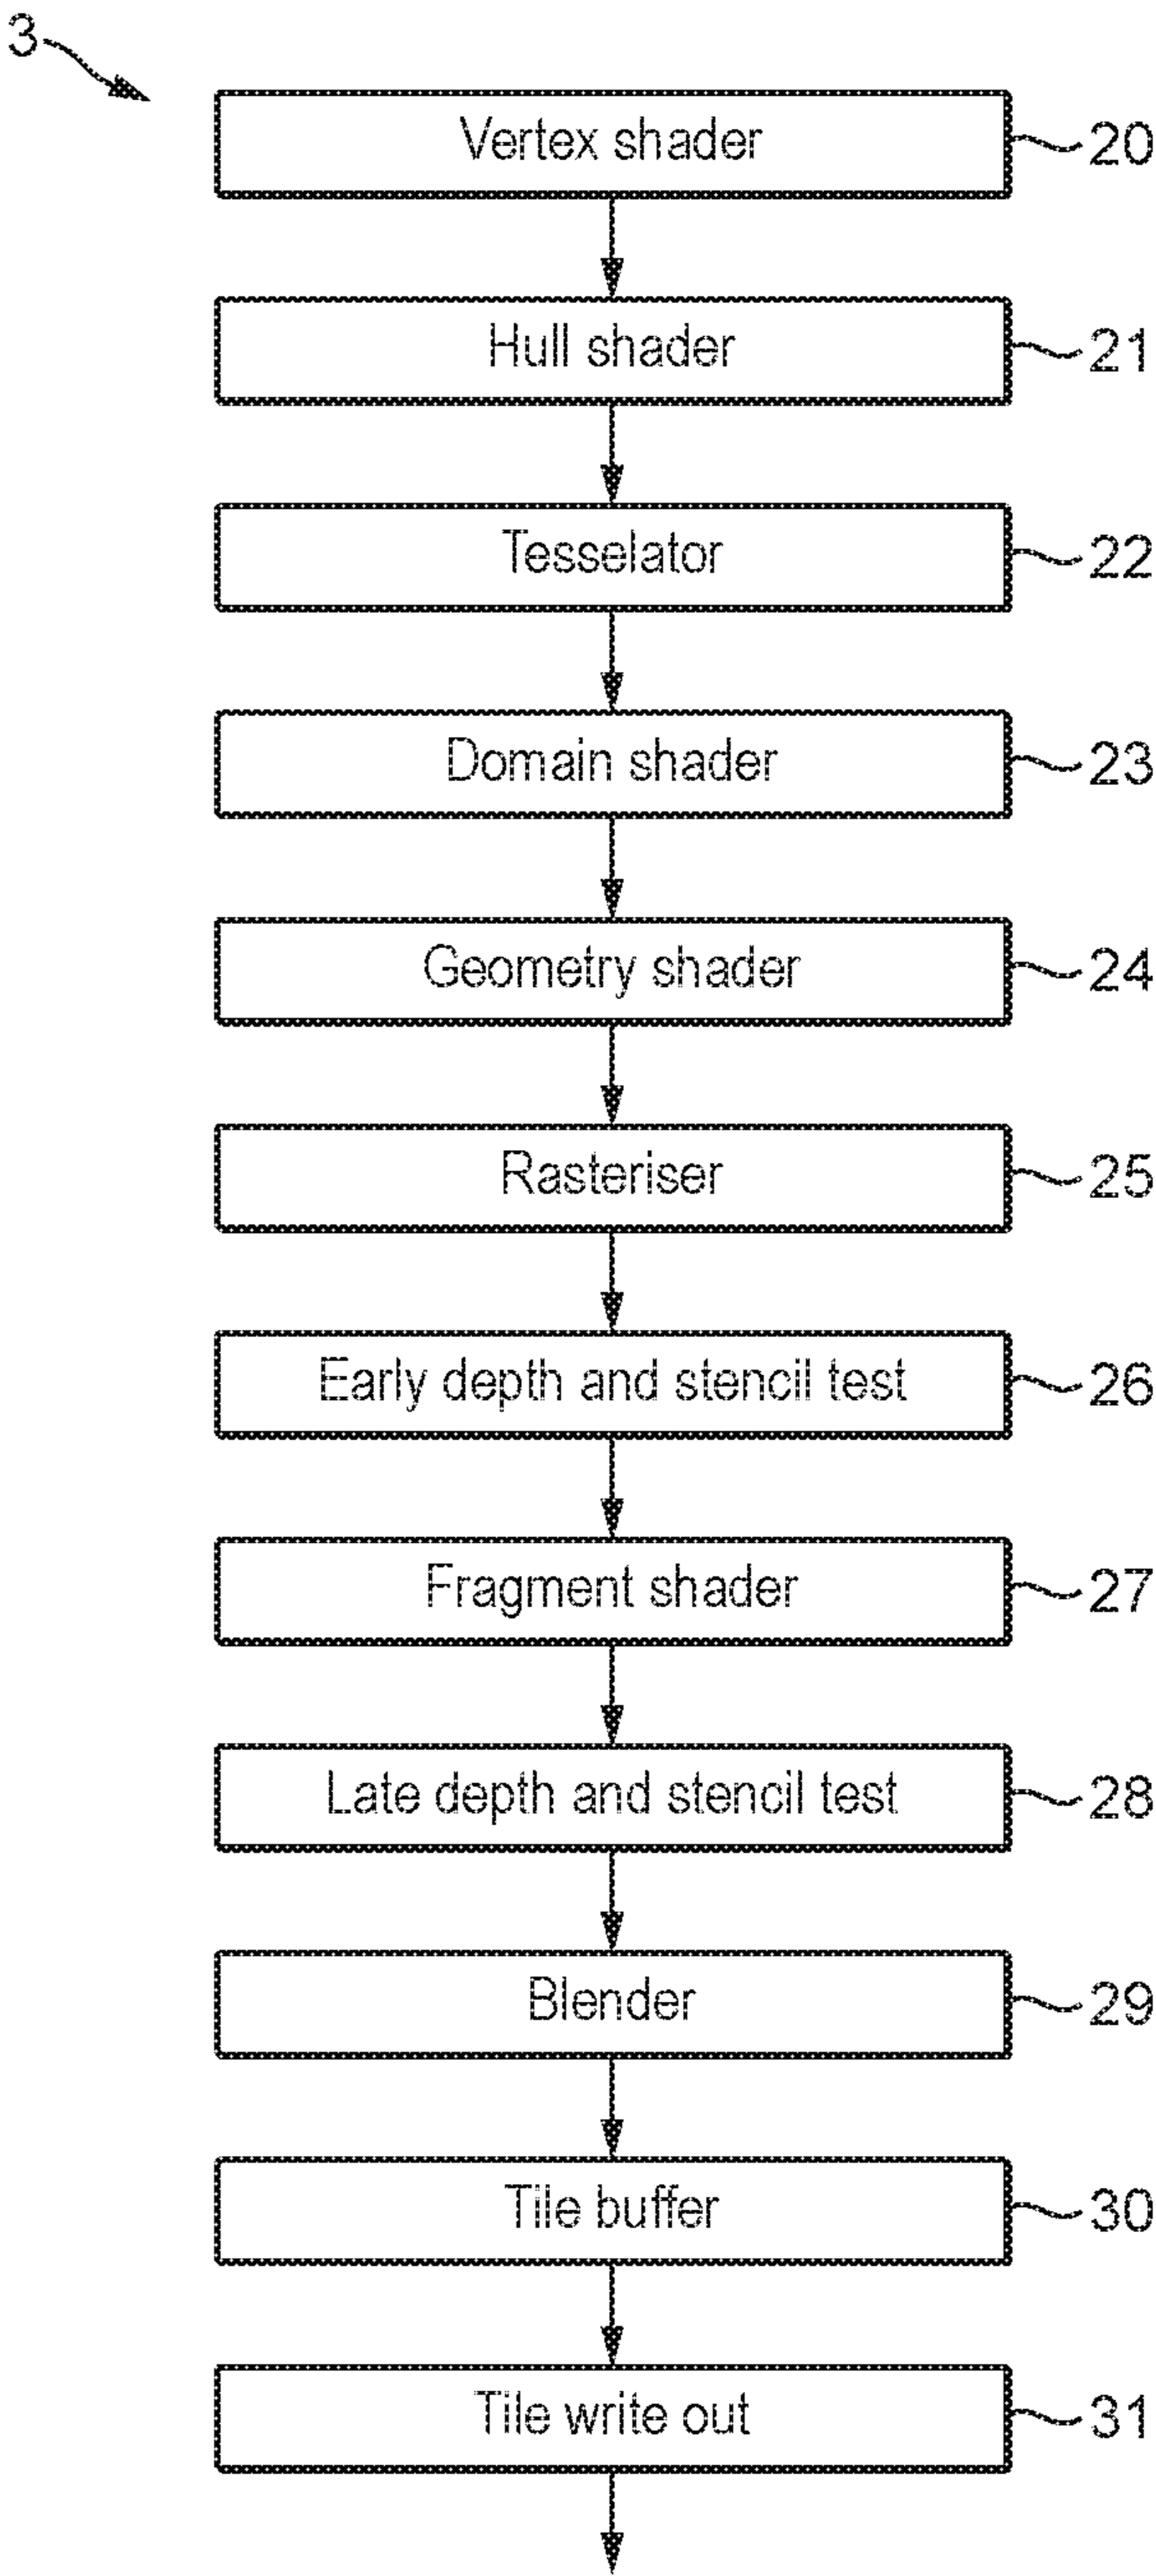 3
Vertex shader 20
Hull shader 21
Tesselator 22
Domain shader 23
Geometry shader 24
Rasteriser 25
Early depth and stencil test 26
Fragment shader 27
Late depth and stencil test 28
Blender 29
Tile buffer 30
Tile write out 31